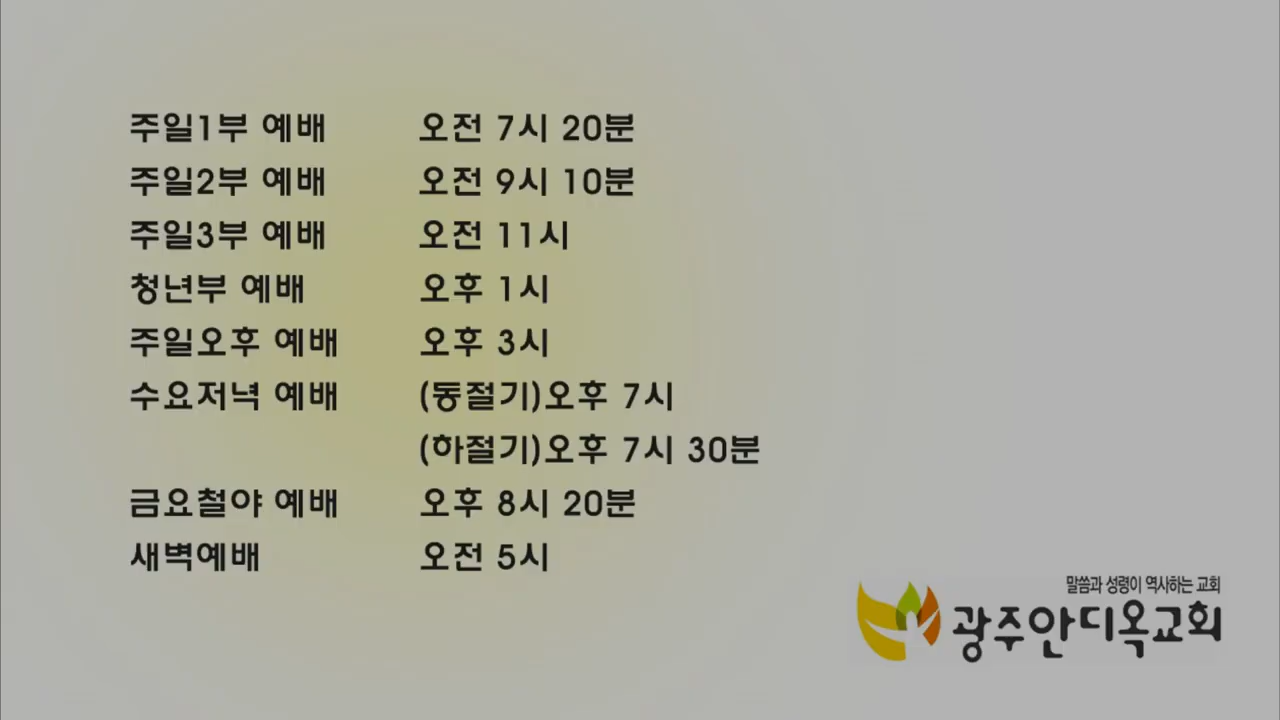 주일1부 예배 오전 7시 20분
주일2부 예배 오전 9시 10분
주일3부 예배 오전 11시
청년부 예배 오후 1시
주일오후 예배 오후 3시
수요저녁 예배 (동절기)오후 7시
(하절기)오후 7시 30분
금요철야 예배 오후 8시 20분
새벽예배 오전 5시
말씀과 성령이 역사하는 교회
광주안디옥교회